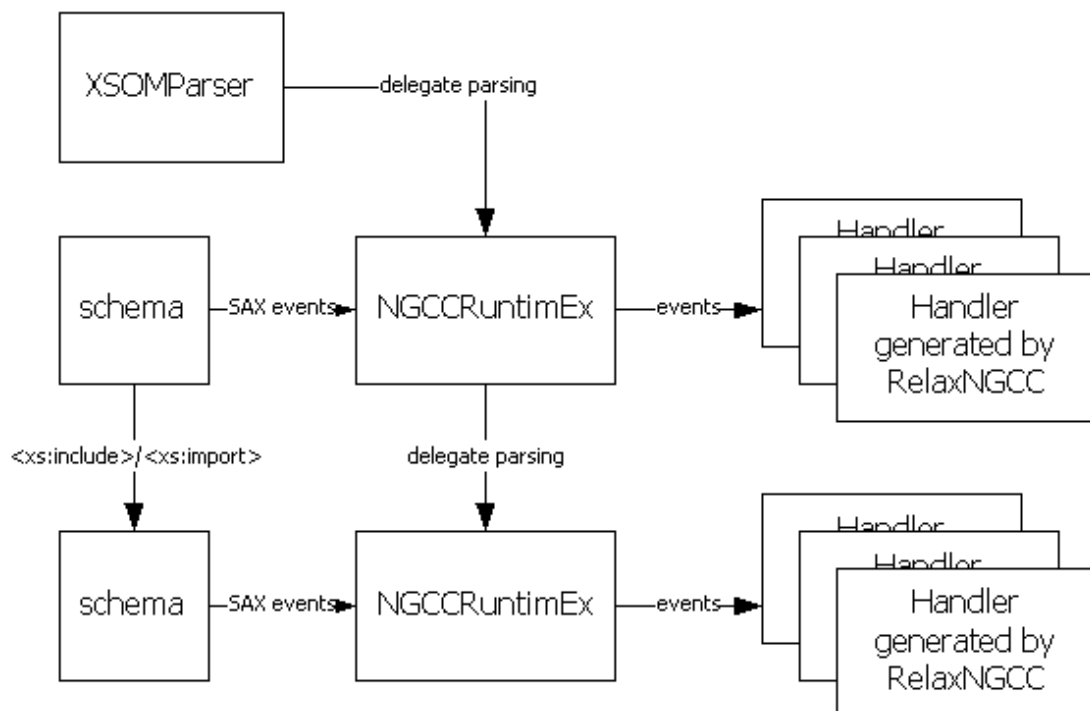 XSOMParser
delegate parsing
Handler
Handler
schema
SAX events
NGCCRuntimEx
events
Handler
generated by
RelaxNGCC
<xs:include>/<xs:import>
delegate parsing
Handler
Handler
schema
SAX events
NGCCRuntimEx
events
Handler
generated by
RelaxNGCC